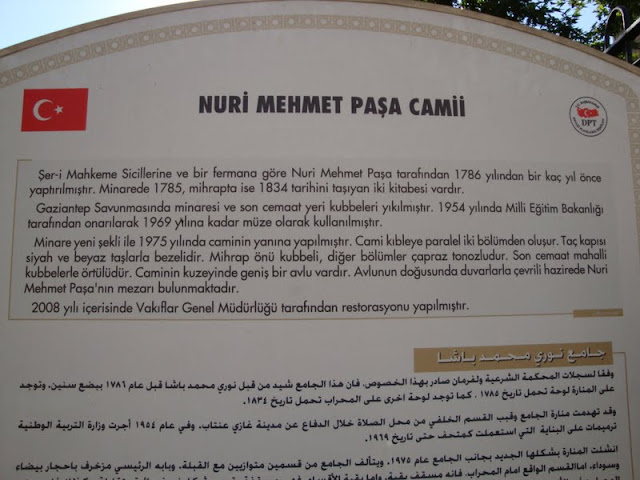 NURİ MEHMET PAŞA CAMİİ
DPT
Şer-i Mahkeme Sicillerine ve bir fermana göre Nuri Mehmet Paşa tarafından 1786 yılından bir kaç yıl önce
yaptırılmıştır. Minarede 1785, mihrapta ise 1834 tarihini taşıyan iki kitabesi vardır.
Gaziantep Savunmasında minaresi ve son cemaat yeri kubbeleri yıkılmıştır. 1954 yılında Milli Eğitim Bakanlığı
tarafından onarılarak 1969 yılına kadar müze olarak kullanılmıştır.
Minare yeni şekli ile 1975 yılında caminin yanına yapılmıştır. Cami kıbleye paralel iki bölümden oluşur. Taç kapısı
siyah ve beyaz taşlarla bezelidir. Mihrap önü kubbeli, diğer bölümler çapraz tonozludur. Son cemaat mahalli
kubbelerle örtülüdür. Caminin kuzeyinde geniş bir avlu vardır. Avlunun doğusunda duvarlarla çevrili hazirede Nuri
Mehmet Paşa'nın mezarı bulunmaktadır.
2008 yılı içerisinde Vakıflar Genel Müdürlüğü tarafından restorasyonu yapılmıştır.
جامع نوري محمد باشا
وفقا لسجلات المحكمة الشرعية ولفرمان صادر بهذا الخصوص، فان هذا الجامع شيد من قبل نوري محمد باشا قبل عام ١٧٨٦ ببضع سنين، وتوجد
على المنارة لوحة تحمل تاريخ ١٧٨٥ . كما توجد لوحة اخرى على المحراب تحمل تاريخ ١٨٣٤.
وقد تهدمت منارة الجامع وقبب القسم الخلفي من محل الصلاة خلال الدفاع عن مدينة غازي عنتاب، وفي عام ١٩٥٤ أجرت وزارة التربية الوطنية
ترميمات على البناية التي استعملت كمتحف حتى تاريخ ١٩٦٩.
انشئت المنارة بشكلها الجديد بجانب الجامع عام ١٩٧٥، ويتألف الجامع من قسمين متوازيين مع القبلة، وبابه الرئيسي مزخرف باحجار بيضاء
وسوداء، اماالقسم الواقع امام المحراب، فانه مسقف بقبة،